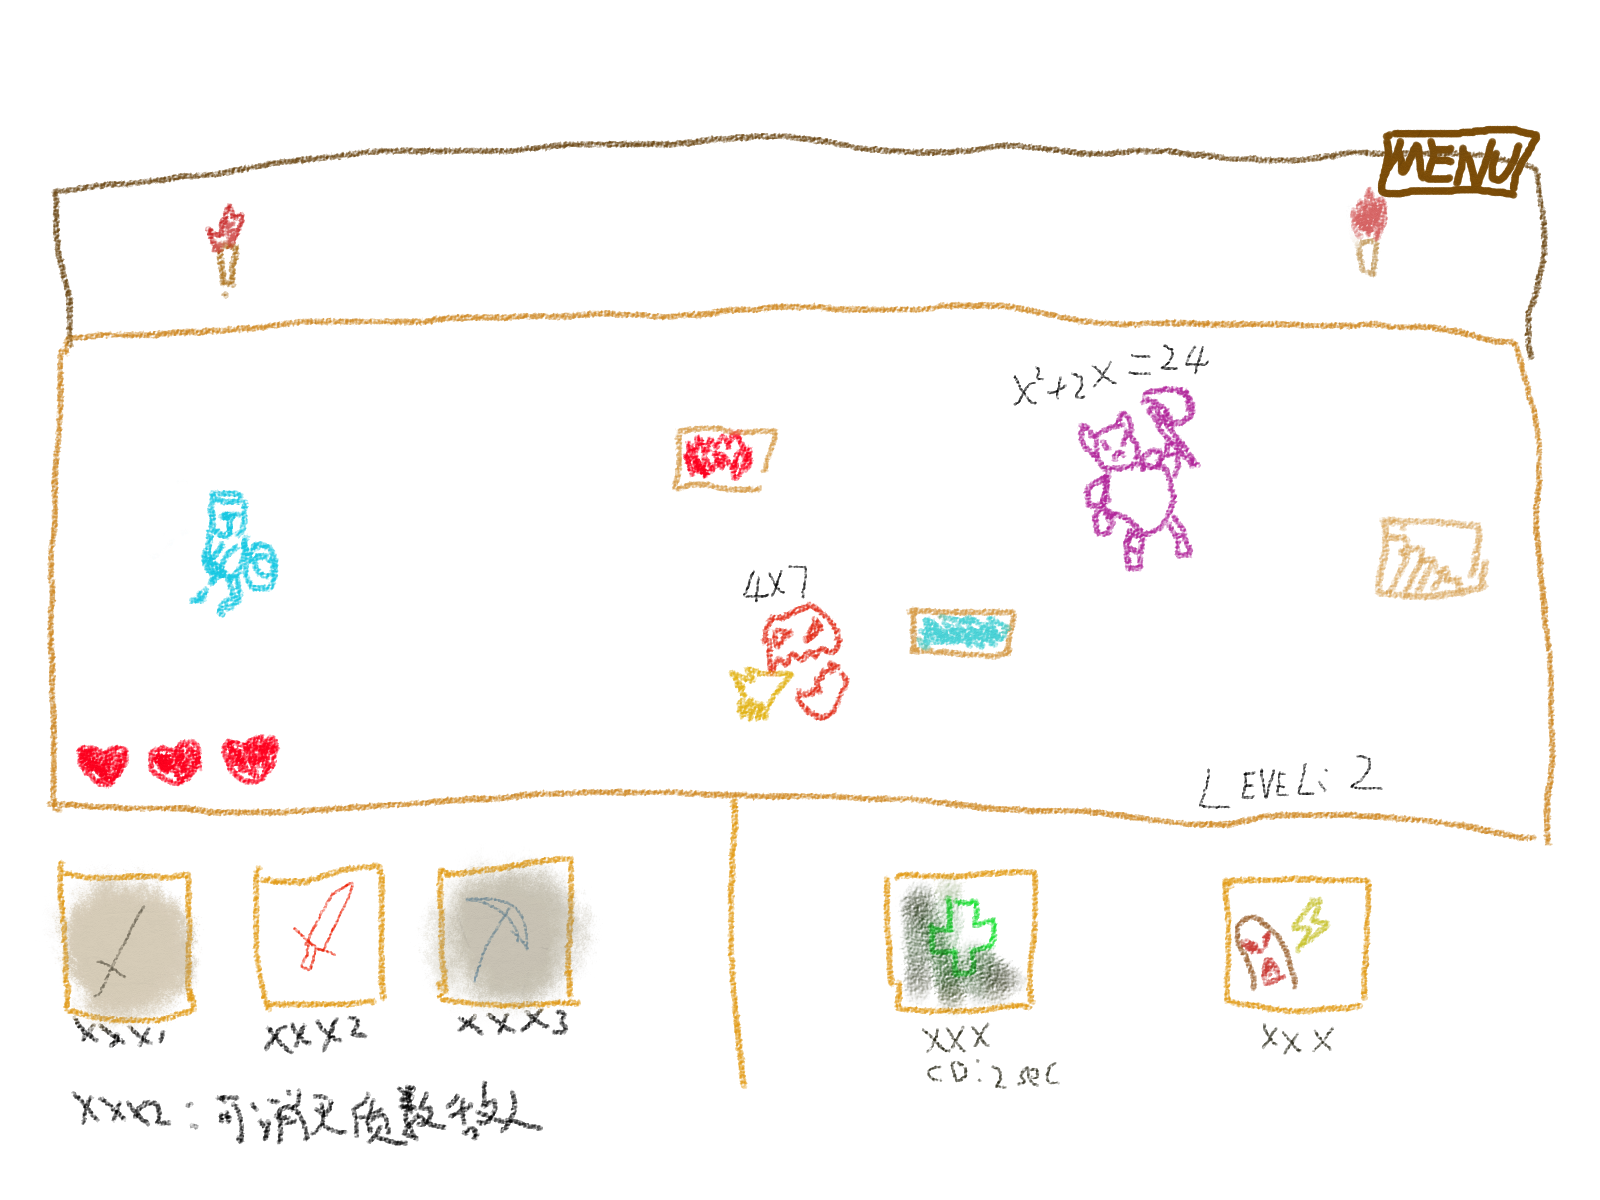 MENU
x²+2x=24
4x7
LEVEL: 2
xxx1
xxx2
xxx3
xxx
CD: 2 sec
xxx
xxx2: 可消灭质数敌人